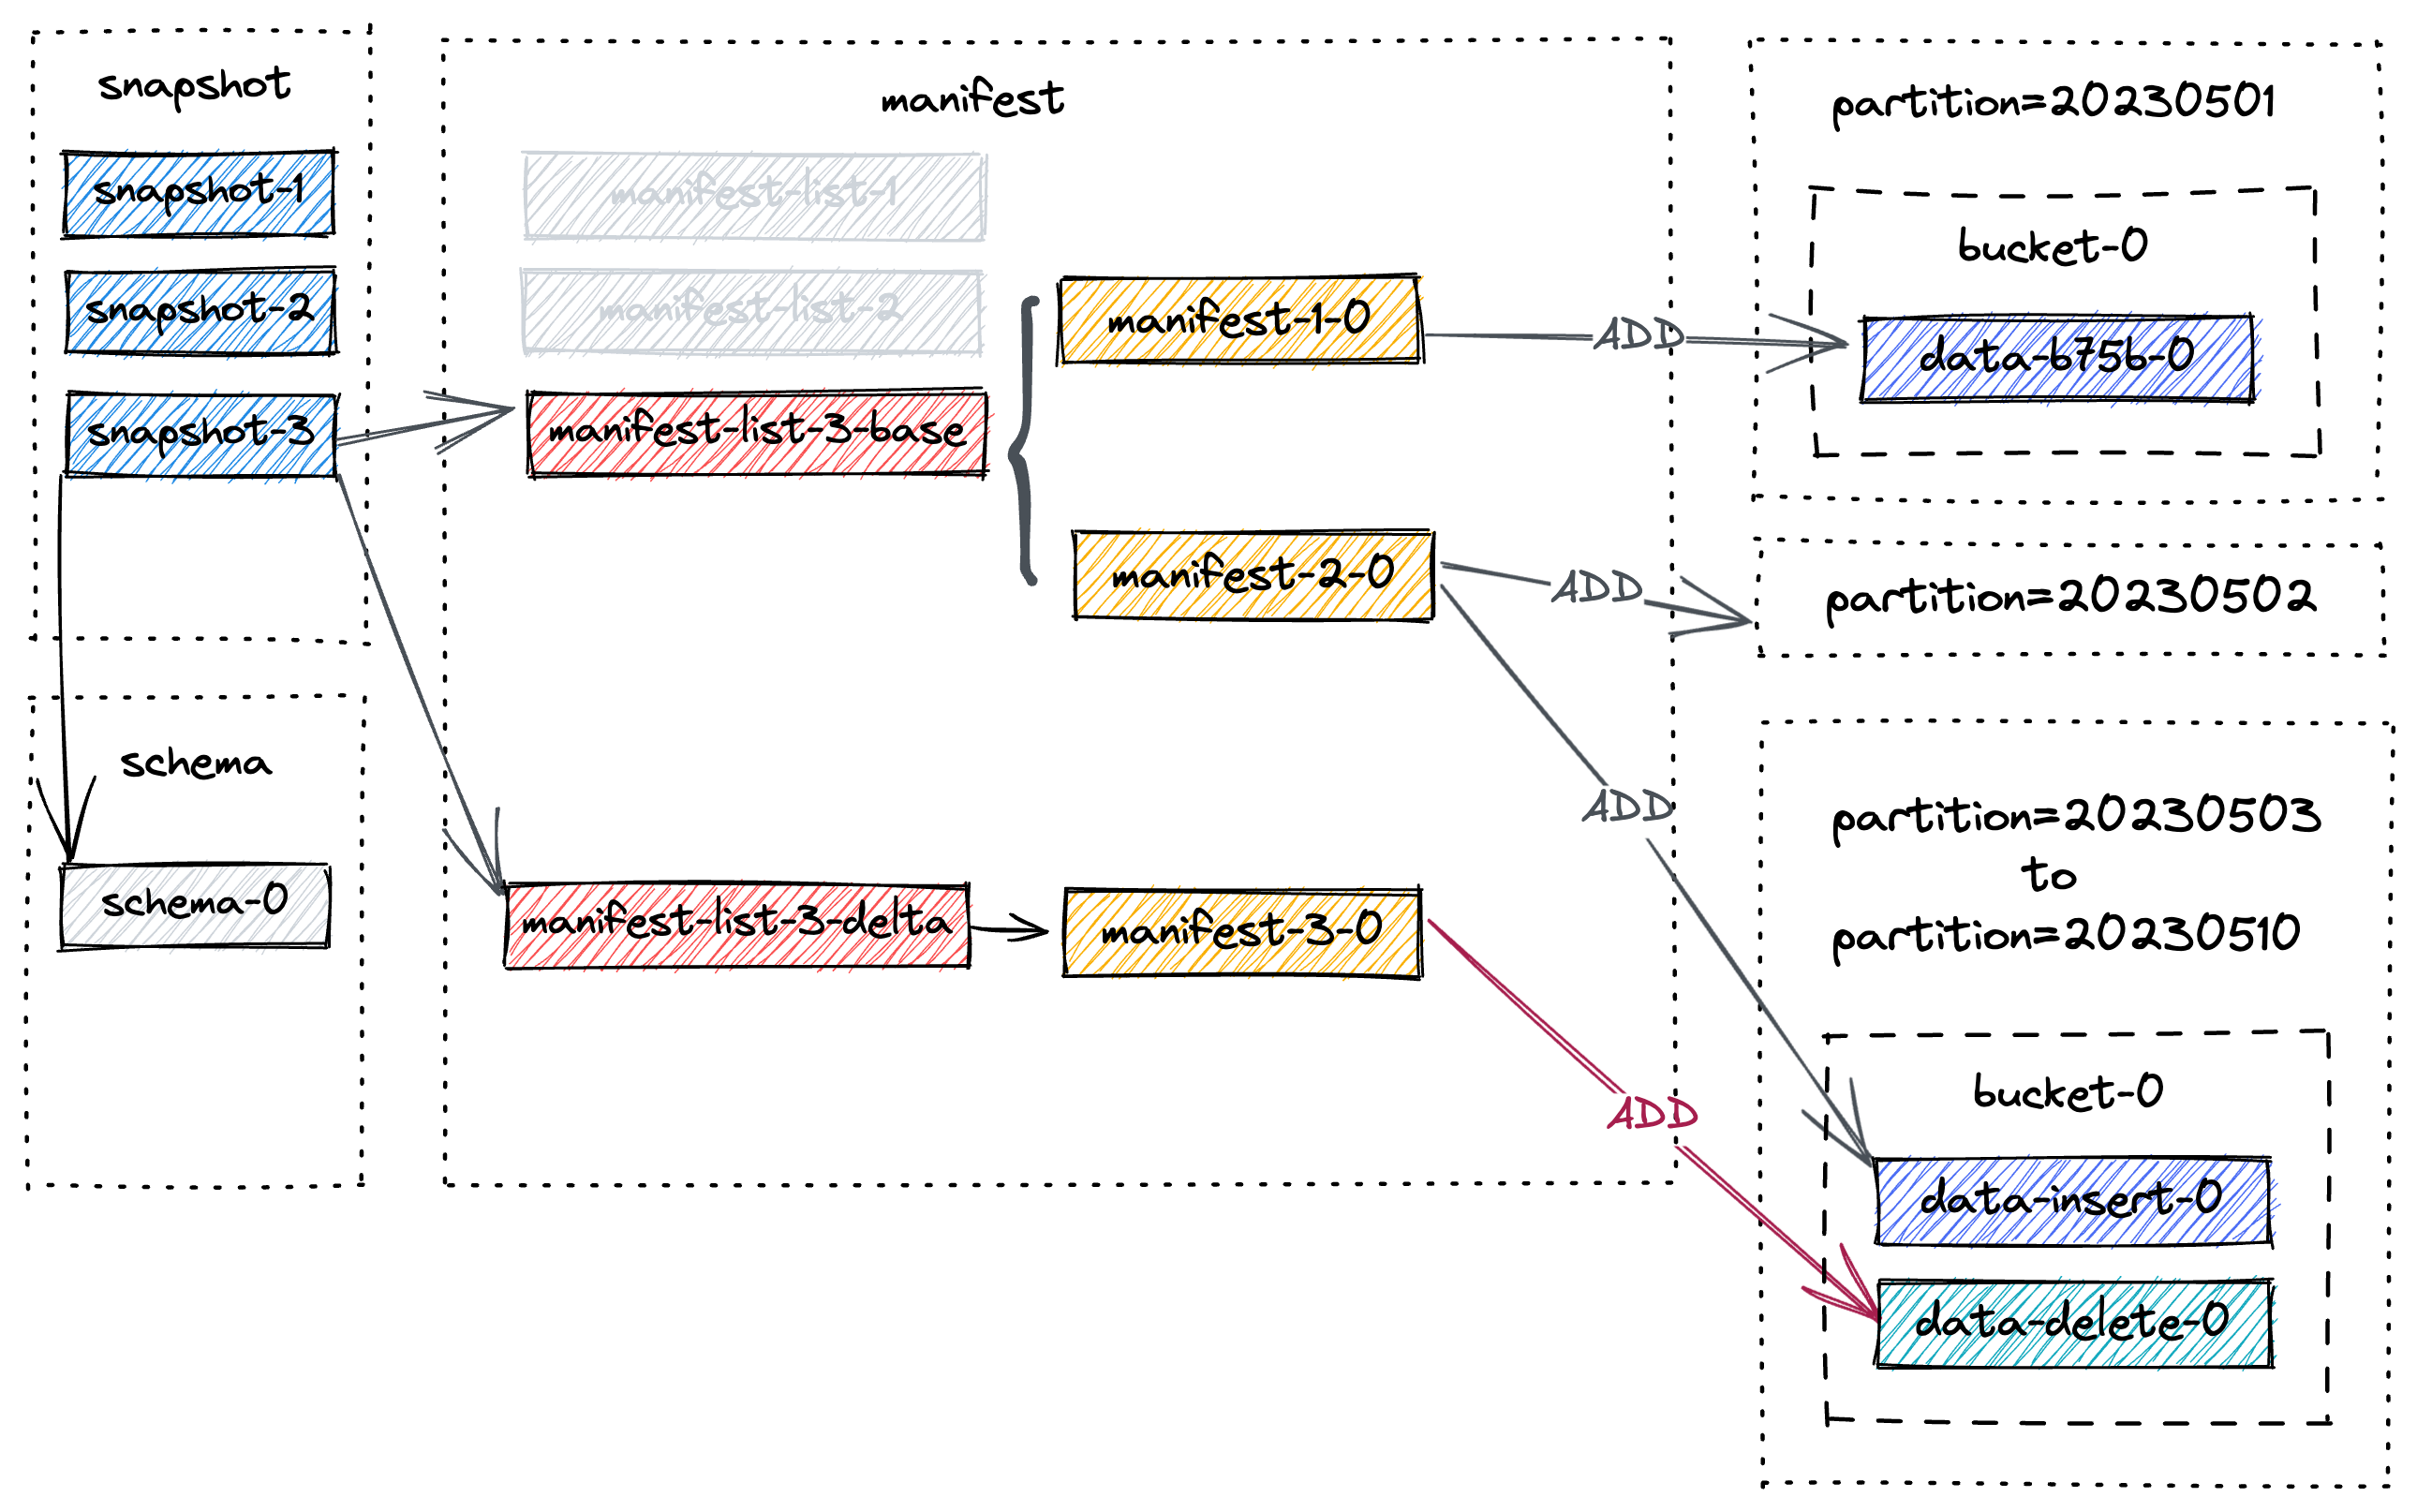 snapshot
snapshot-1
snapshot-2
snapshot-3
schema
schema-0
manifest
manifest-list-1
manifest-list-2
manifest-list-3-base
manifest-list-3-delta
manifest-1-0
manifest-2-0
manifest-3-0
ADD
ADD
ADD
ADD
partition=20230501
bucket-0
data-b75b-0
partition=20230502
partition=20230503
to
partition=20230510
bucket-0
data-insert-0
data-delete-0